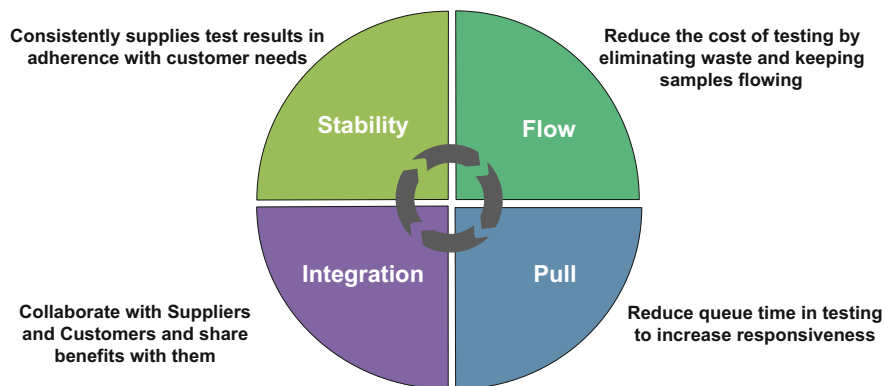 Consistently supplies test results in
adherence with customer needs
Reduce the cost of testing by
eliminating waste and keeping
samples flowing
Stability
Flow
Integration
Pull
Collaborate with Suppliers
and Customers and share
benefits with them
Reduce queue time in testing
to increase responsiveness